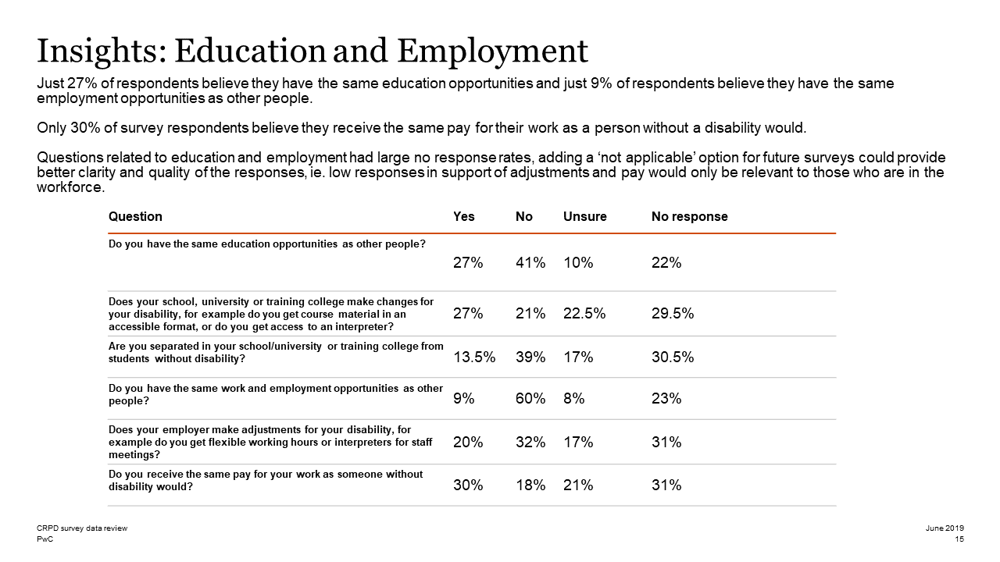 Insights: Education and Employment
Just 27% of respondents believe they have the same education opportunities and just 9% of respondents believe they have the same
employment opportunities as other people.
Only 30% of survey respondents believe they receive the same pay for their work as a person without a disability would.
Questions related to education and employment had large no response rates, adding a ‘not applicable’ option for future surveys could provide
better clarity and quality of the responses, ie. low responses in support of adjustments and pay would only be relevant to those who are in the
workforce.
Question Yes No Unsure No response
Do you have the same education opportunities as other people?
27% 41% 10% 22%
Does your school, university or training college make changes for
your disability, for example do you get course material in an
accessible format, or do you get access to an interpreter?
27% 21% 22.5% 29.5%
Are you separated in your school/university or training college from
students without disability?
13.5% 39% 17% 30.5%
Do you have the same work and employment opportunities as other
people?
9% 60% 8% 23%
Does your employer make adjustments for your disability, for
example do you get flexible working hours or interpreters for staff
meetings?
20% 32% 17% 31%
Do you receive the same pay for your work as someone without
disability would?
30% 18% 21% 31%
CRPD survey data review
PwC
June 2019
15